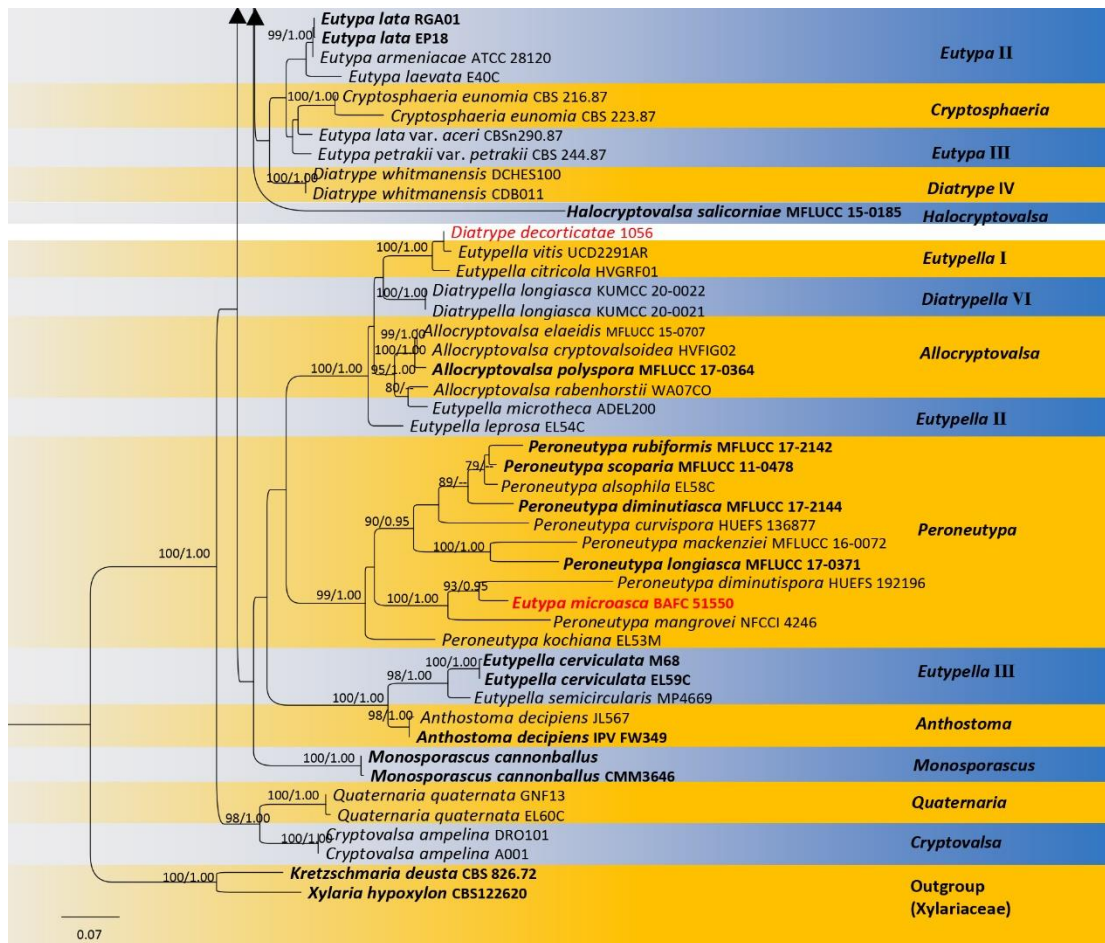 99/1.00
Eutypa lata RGA01
Eutypa lata EP18
Eutypa armeniacae ATCC 28120
Eutypa laevata E40C
Eutypa II
100/1.00
Cryptosphaeria eunomia CBS 216.87
Cryptosphaeria eunomia CBS 223.87
Cryptosphaeria
Eutypa lata var. aceri CBSn290.87
Eutypa petrakii var. petrakii CBS 244.87
Eutypa III
100/1.00
Diatrype whitmanensis DCHES100
Diatrype whitmanensis CDB011
Diatrype IV
Halocryptovalsa salicorniae MFLUCC 15-0185
Halocryptovalsa
Diatrype decorticatae 1056
100/1.00
Eutypella vitis UCD2291AR
Eutypella citricola HVGRF01
Eutypella I
100/1.00
Diatrypella longiasca KUMCC 20-0022
Diatrypella longiasca KUMCC 20-0021
Diatrypella VI
99/1.00
Allocryptovalsa elaeidis MFLUCC 15-0707
100/1.00
Allocryptovalsa cryptovalsoidea HVFIG02
95/1.00
Allocryptovalsa polyspora MFLUCC 17-0364
80/--
Allocryptovalsa rabenhorstii WA07CO
Allocryptovalsa
100/1.00
Eutypella microtheca ADEL200
Eutypella leprosa EL54C
Eutypella II
Peroneutypa rubiformis MFLUCC 17-2142
79/--
Peroneutypa scoparia MFLUCC 11-0478
89/--
Peroneutypa alsophila EL58C
Peroneutypa diminutiasca MFLUCC 17-2144
90/0.95
Peroneutypa curvispora HUEFS 136877
Peroneutypa
100/1.00
Peroneutypa mackenziei MFLUCC 16-0072
Peroneutypa longiasca MFLUCC 17-0371
100/1.00
93/0.95
Peroneutypa diminutispora HUEFS 192196
99/1.00
100/1.00
Eutypa microasca BAFC 51550
Peroneutypa mangrovei NFCCI 4246
Peroneutypa kochiana EL53M
100/1.00
Eutypella cerviculata M68
98/1.00
Eutypella cerviculata EL59C
Eutypella semicircularis MP4669
Eutypella III
100/1.00
98/1.00
Anthostoma decipiens JL567
Anthostoma decipiens IPV FW349
Anthostoma
100/1.00
Monosporascus cannonballus
Monosporascus cannonballus CMM3646
Monosporascus
100/1.00
Quaternaria quaternata GNF13
Quaternaria quaternata EL60C
Quaternaria
98/1.00
100/1.00
Cryptovalsa ampelina DRO101
Cryptovalsa ampelina A001
Cryptovalsa
100/1.00
Kretzschmaria deusta CBS 826.72
Xylaria hypoxylon CBS122620
Outgroup
(Xylariaceae)
0.07